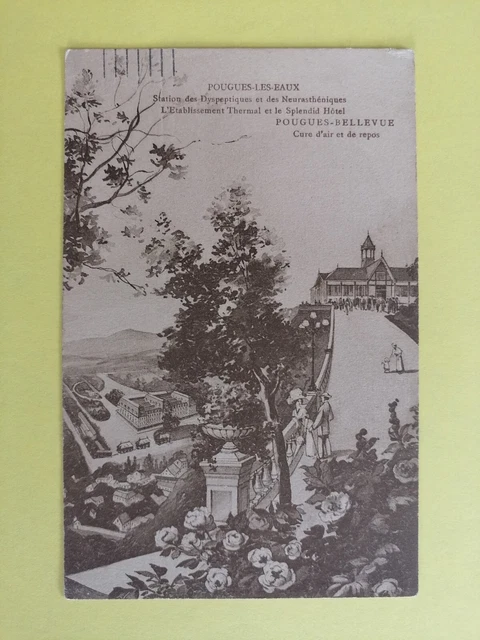 POUGUES-LES-EAUX
Station des Dyspeptiques et des Neurasthéniques
L'Etablissement Thermal et le Splendid Hôtel
POUGUES-BELLEVUE
Cure d'air et de repos